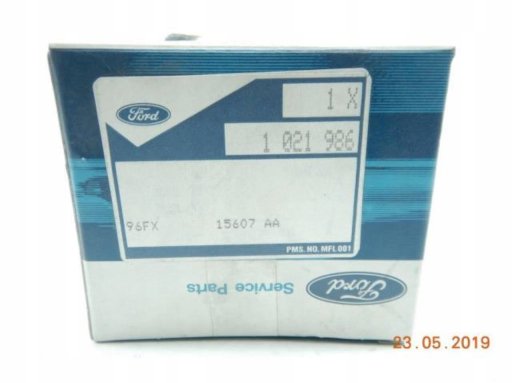 1 X
Ford
1 021 986
96FX 15607 AA
PMS. NO. MFL 001
Service Parts
Ford
23.05.2019